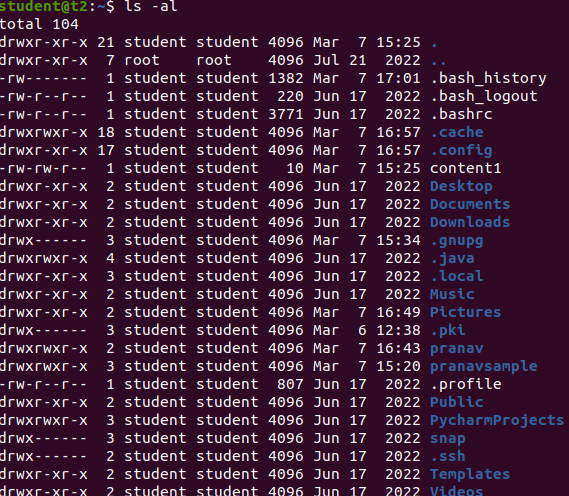 student@t2:~$ ls -al
total 104
drwxr-xr-x 21 student student 4096 Mar  7 15:25 .
drwxr-xr-x  7 root    root    4096 Jul 21  2022 ..
-rw-------  1 student student 1382 Mar  7 17:01 .bash_history
-rw-r--r--  1 student student  220 Jun 17  2022 .bash_logout
-rw-r--r--  1 student student 3771 Jun 17  2022 .bashrc
drwxrwxr-x 18 student student 4096 Mar  7 16:57 .cache
drwxr-xr-x 17 student student 4096 Mar  7 16:57 .config
-rw-rw-r--  1 student student   10 Mar  7 15:25 content1
drwxr-xr-x  2 student student 4096 Jun 17  2022 Desktop
drwxr-xr-x  2 student student 4096 Jun 17  2022 Documents
drwxr-xr-x  2 student student 4096 Jun 17  2022 Downloads
drwx------  3 student student 4096 Mar  7 15:34 .gnupg
drwxrwxr-x  4 student student 4096 Jun 17  2022 .java
drwxr-xr-x  3 student student 4096 Jun 17  2022 .local
drwxr-xr-x  2 student student 4096 Jun 17  2022 Music
drwxr-xr-x  2 student student 4096 Mar  7 16:49 Pictures
drwx------  3 student student 4096 Mar  6 12:38 .pki
drwxrwxr-x  2 student student 4096 Mar  7 16:43 pranav
drwxrwxr-x  3 student student 4096 Mar  7 15:20 pranavsample
-rw-r--r--  1 student student  807 Jun 17  2022 .profile
drwxr-xr-x  2 student student 4096 Jun 17  2022 Public
drwxrwxr-x  3 student student 4096 Jun 17  2022 PycharmProjects
drwx------  3 student student 4096 Jun 17  2022 snap
drwx------  2 student student 4096 Jun 17  2022 .ssh
drwxr-xr-x  2 student student 4096 Jun 17  2022 Templates
drwxr-xr-x  2 student student 4096 Jun 17  2022 Videos